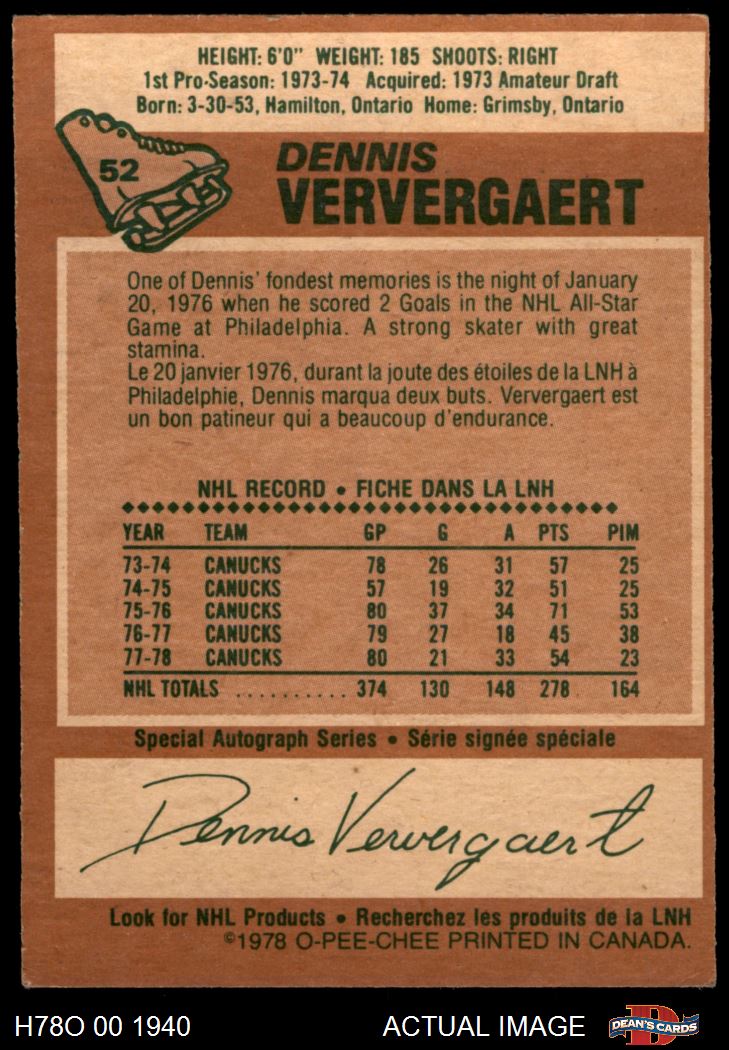 HEIGHT: 6'0" WEIGHT: 185 SHOOTS: RIGHT
1st Pro-Season: 1973-74 Acquired: 1973 Amateur Draft
Born: 3-30-53, Hamilton, Ontario Home: Grimsby, Ontario
52
DENNIS
VERVERGAERT
One of Dennis' fondest memories is the night of January
20, 1976 when he scored 2 Goals in the NHL All-Star
Game at Philadelphia. A strong skater with great
stamina.
Le 20 janvier 1976, durant la joute des étoiles de la LNH à
Philadelphie, Dennis marqua deux buts. Ververgaert est
un bon patineur qui a beaucoup d'endurance.
NHL RECORD • FICHE DANS LA LNH
YEAR TEAM GP G A PTS PIM
73-74 CANUCKS 78 26 31 57 25
74-75 CANUCKS 57 19 32 51 25
75-76 CANUCKS 80 37 34 71 53
76-77 CANUCKS 79 27 18 45 38
77-78 CANUCKS 80 21 33 54 23
NHL TOTALS .......... 374 130 148 278 164
Special Autograph Series • Série signée spéciale
Dennis Ververgaert
Look for NHL Products • Recherchez les produits de la LNH
©1978 O-PEE-CHEE PRINTED IN CANADA.
H78O 00 1940 ACTUAL IMAGE DEAN'S CARDS